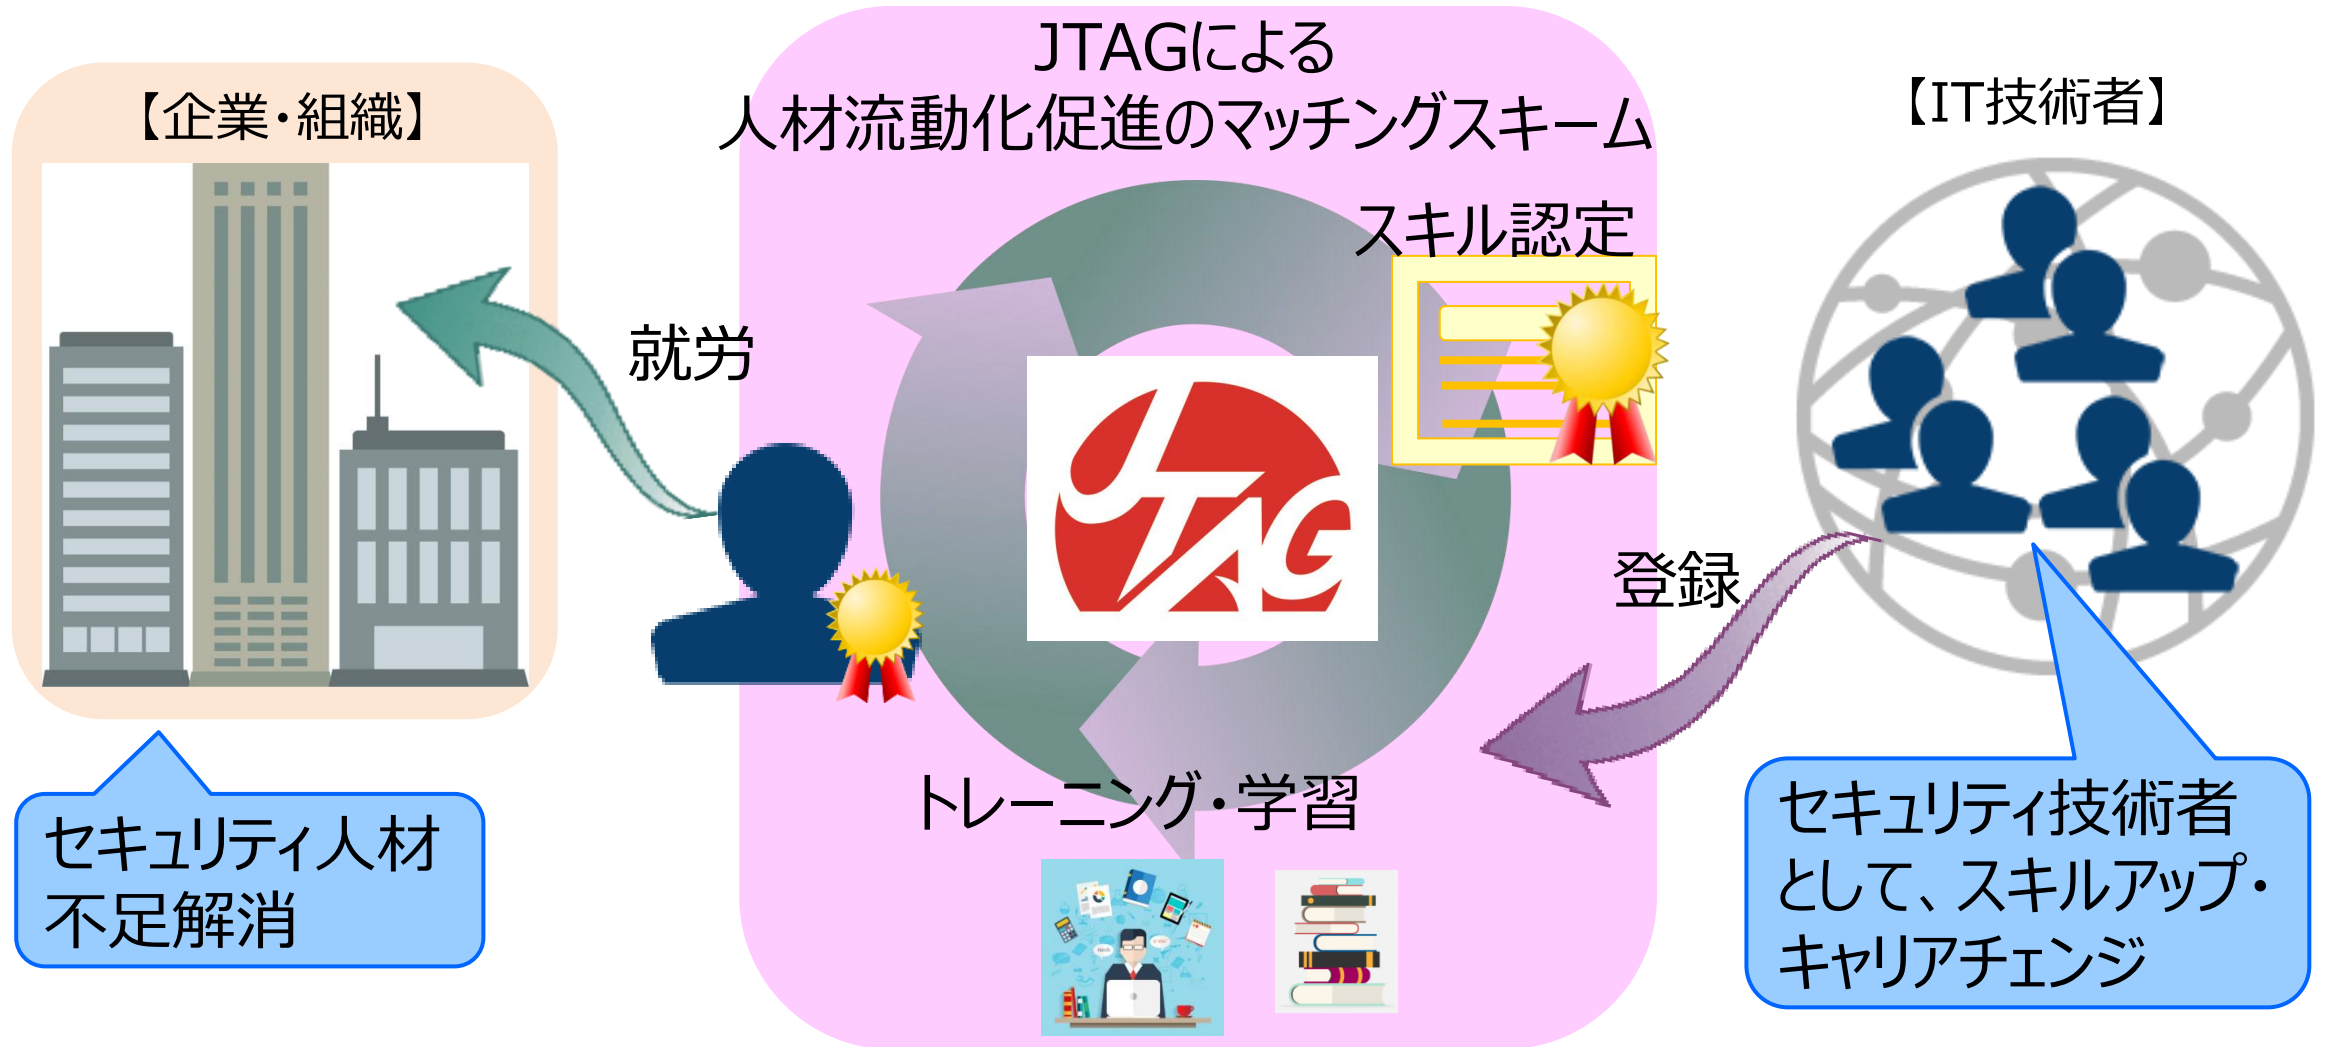 JTAGによる
人材流動化促進のマッチングスキーム
【企業・組織】
【IT技術者】
スキル認定
就労
JTAG
登録
トレーニング・学習
セキュリティ人材
不足解消
セキュリティ技術者
として、スキルアップ・
キャリアチェンジ